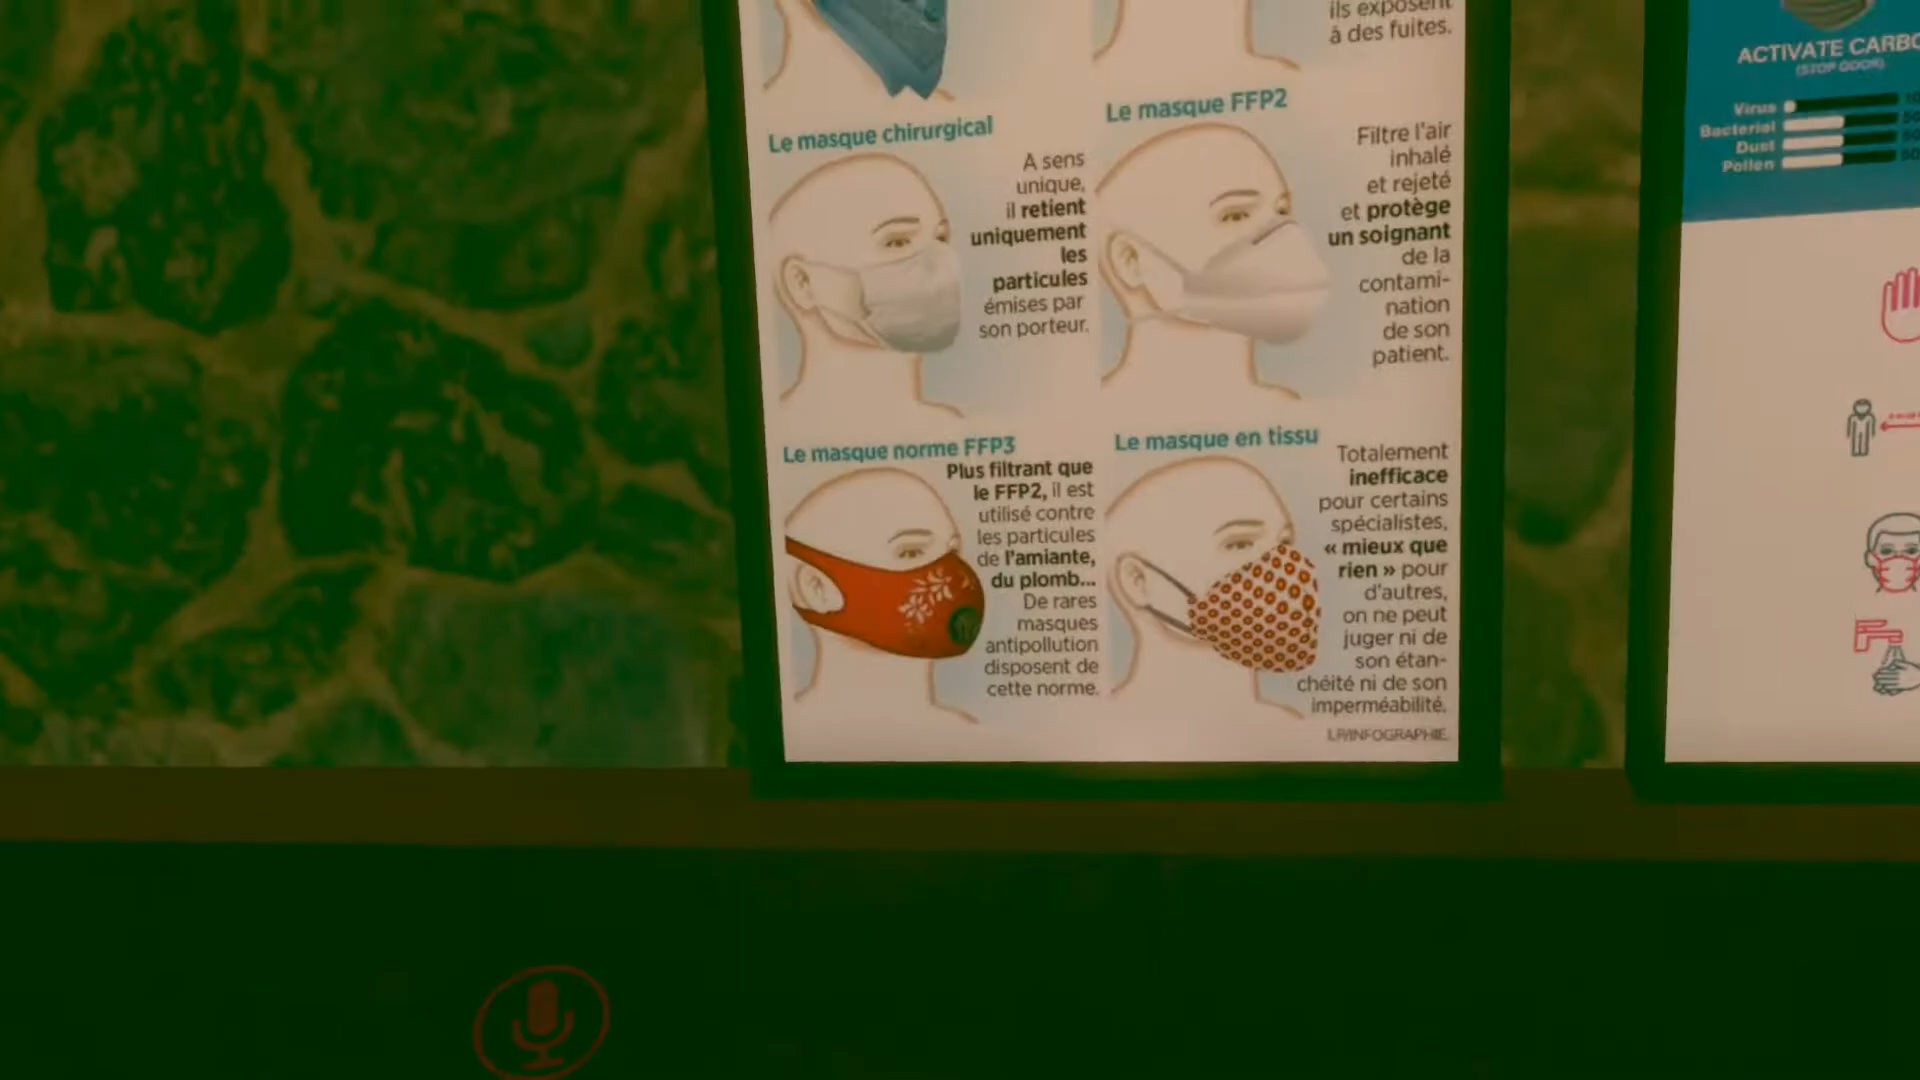 ils exposent
à des fuites.
Le masque chirurgical
A sens
unique,
il retient
uniquement
les
particules
émises par
son porteur.
Le masque FFP2
Filtre l'air
inhalé
et rejeté
et protège
un soignant
de la
contami-
nation
de son
patient.
Le masque norme FFP3
Plus filtrant que
le FFP2, il est
utilisé contre
les particules
de l'amiante,
du plomb...
De rares
masques
antipollution
disposent de
cette norme.
Le masque en tissu
Totalement
inefficace
pour certains
spécialistes,
« mieux que
rien » pour
d'autres,
on ne peut
juger ni de
son étan-
chéité ni de son
imperméabilité.
LP/INFOGRAPHIE.
ACTIVATE CARBO
(STOP ODOR)
Virus
Bacterial
Dust
Pollen